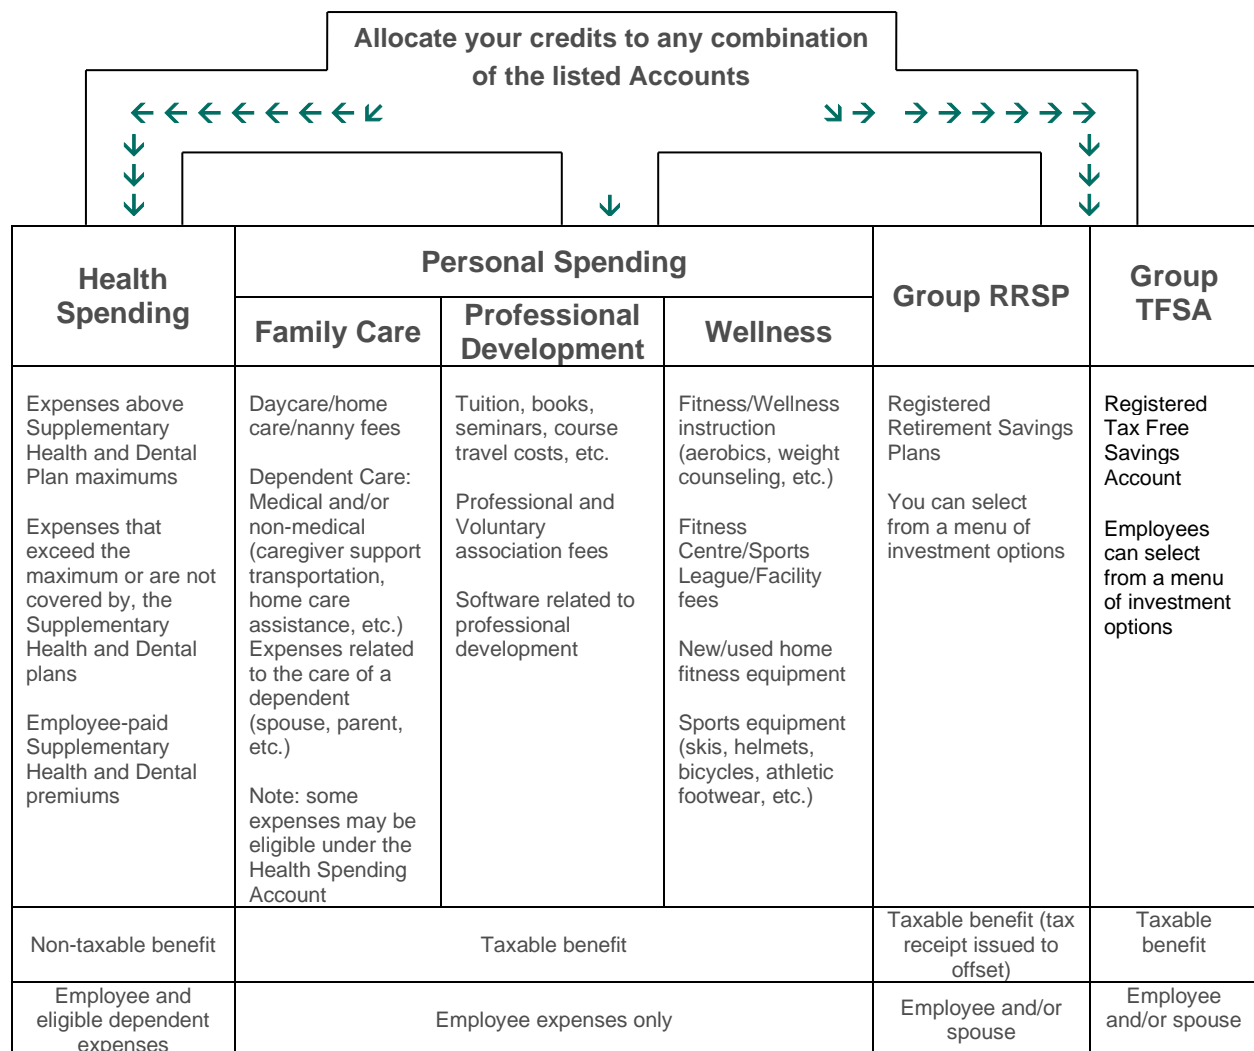 Allocate your credits to any combination
of the listed Accounts
Health
Spending
Personal Spending
Family Care
Professional
Development
Wellness
Group RRSP
Group
TFSA
Expenses above
Supplementary
Health and Dental
Plan maximums
Expenses that
exceed the
maximum or are not
covered by, the
Supplementary
Health and Dental
plans
Employee-paid
Supplementary
Health and Dental
premiums
Daycare/home
care/nanny fees
Dependent Care:
Medical and/or
non-medical
(caregiver support
transportation,
home care
assistance, etc.)
Expenses related
to the care of a
dependent
(spouse, parent,
etc.)
Note: some
expenses may be
eligible under the
Health Spending
Account
Tuition, books,
seminars, course
travel costs, etc.
Professional and
Voluntary
association fees
Software related to
professional
development
Fitness/Wellness
instruction
(aerobics, weight
counseling, etc.)
Fitness
Centre/Sports
League/Facility
fees
New/used home
fitness equipment
Sports equipment
(skis, helmets,
bicycles, athletic
footwear, etc.)
Registered
Retirement Savings
Plans
You can select
from a menu of
investment options
Registered
Tax Free
Savings
Account
Employees
can select
from a menu
of investment
options
Non-taxable benefit
Taxable benefit
Taxable benefit (tax
receipt issued to
offset)
Taxable
benefit
Employee and
eligible dependent
expenses
Employee expenses only
Employee and/or
spouse
Employee
and/or spouse